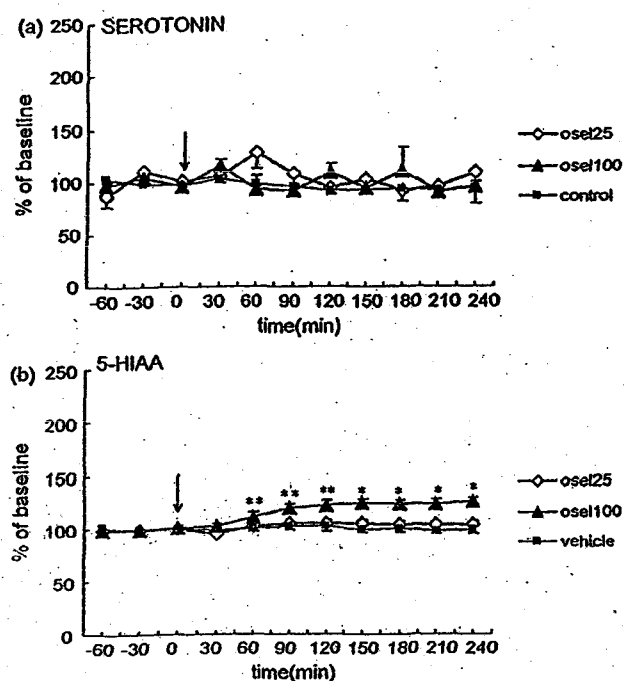 (a) SEROTONIN
250
200
150
100
50
0
% of baseline
-60 -30 0 30 60 90 120 150 180 210 240
time(min)
osel25
osel100
control
(b) 5-HIAA
250
200
150
100
50
0
% of baseline
** ** ** * * * *
-60 -30 0 30 60 90 120 150 180 210 240
time(min)
osel25
osel100
vehicle